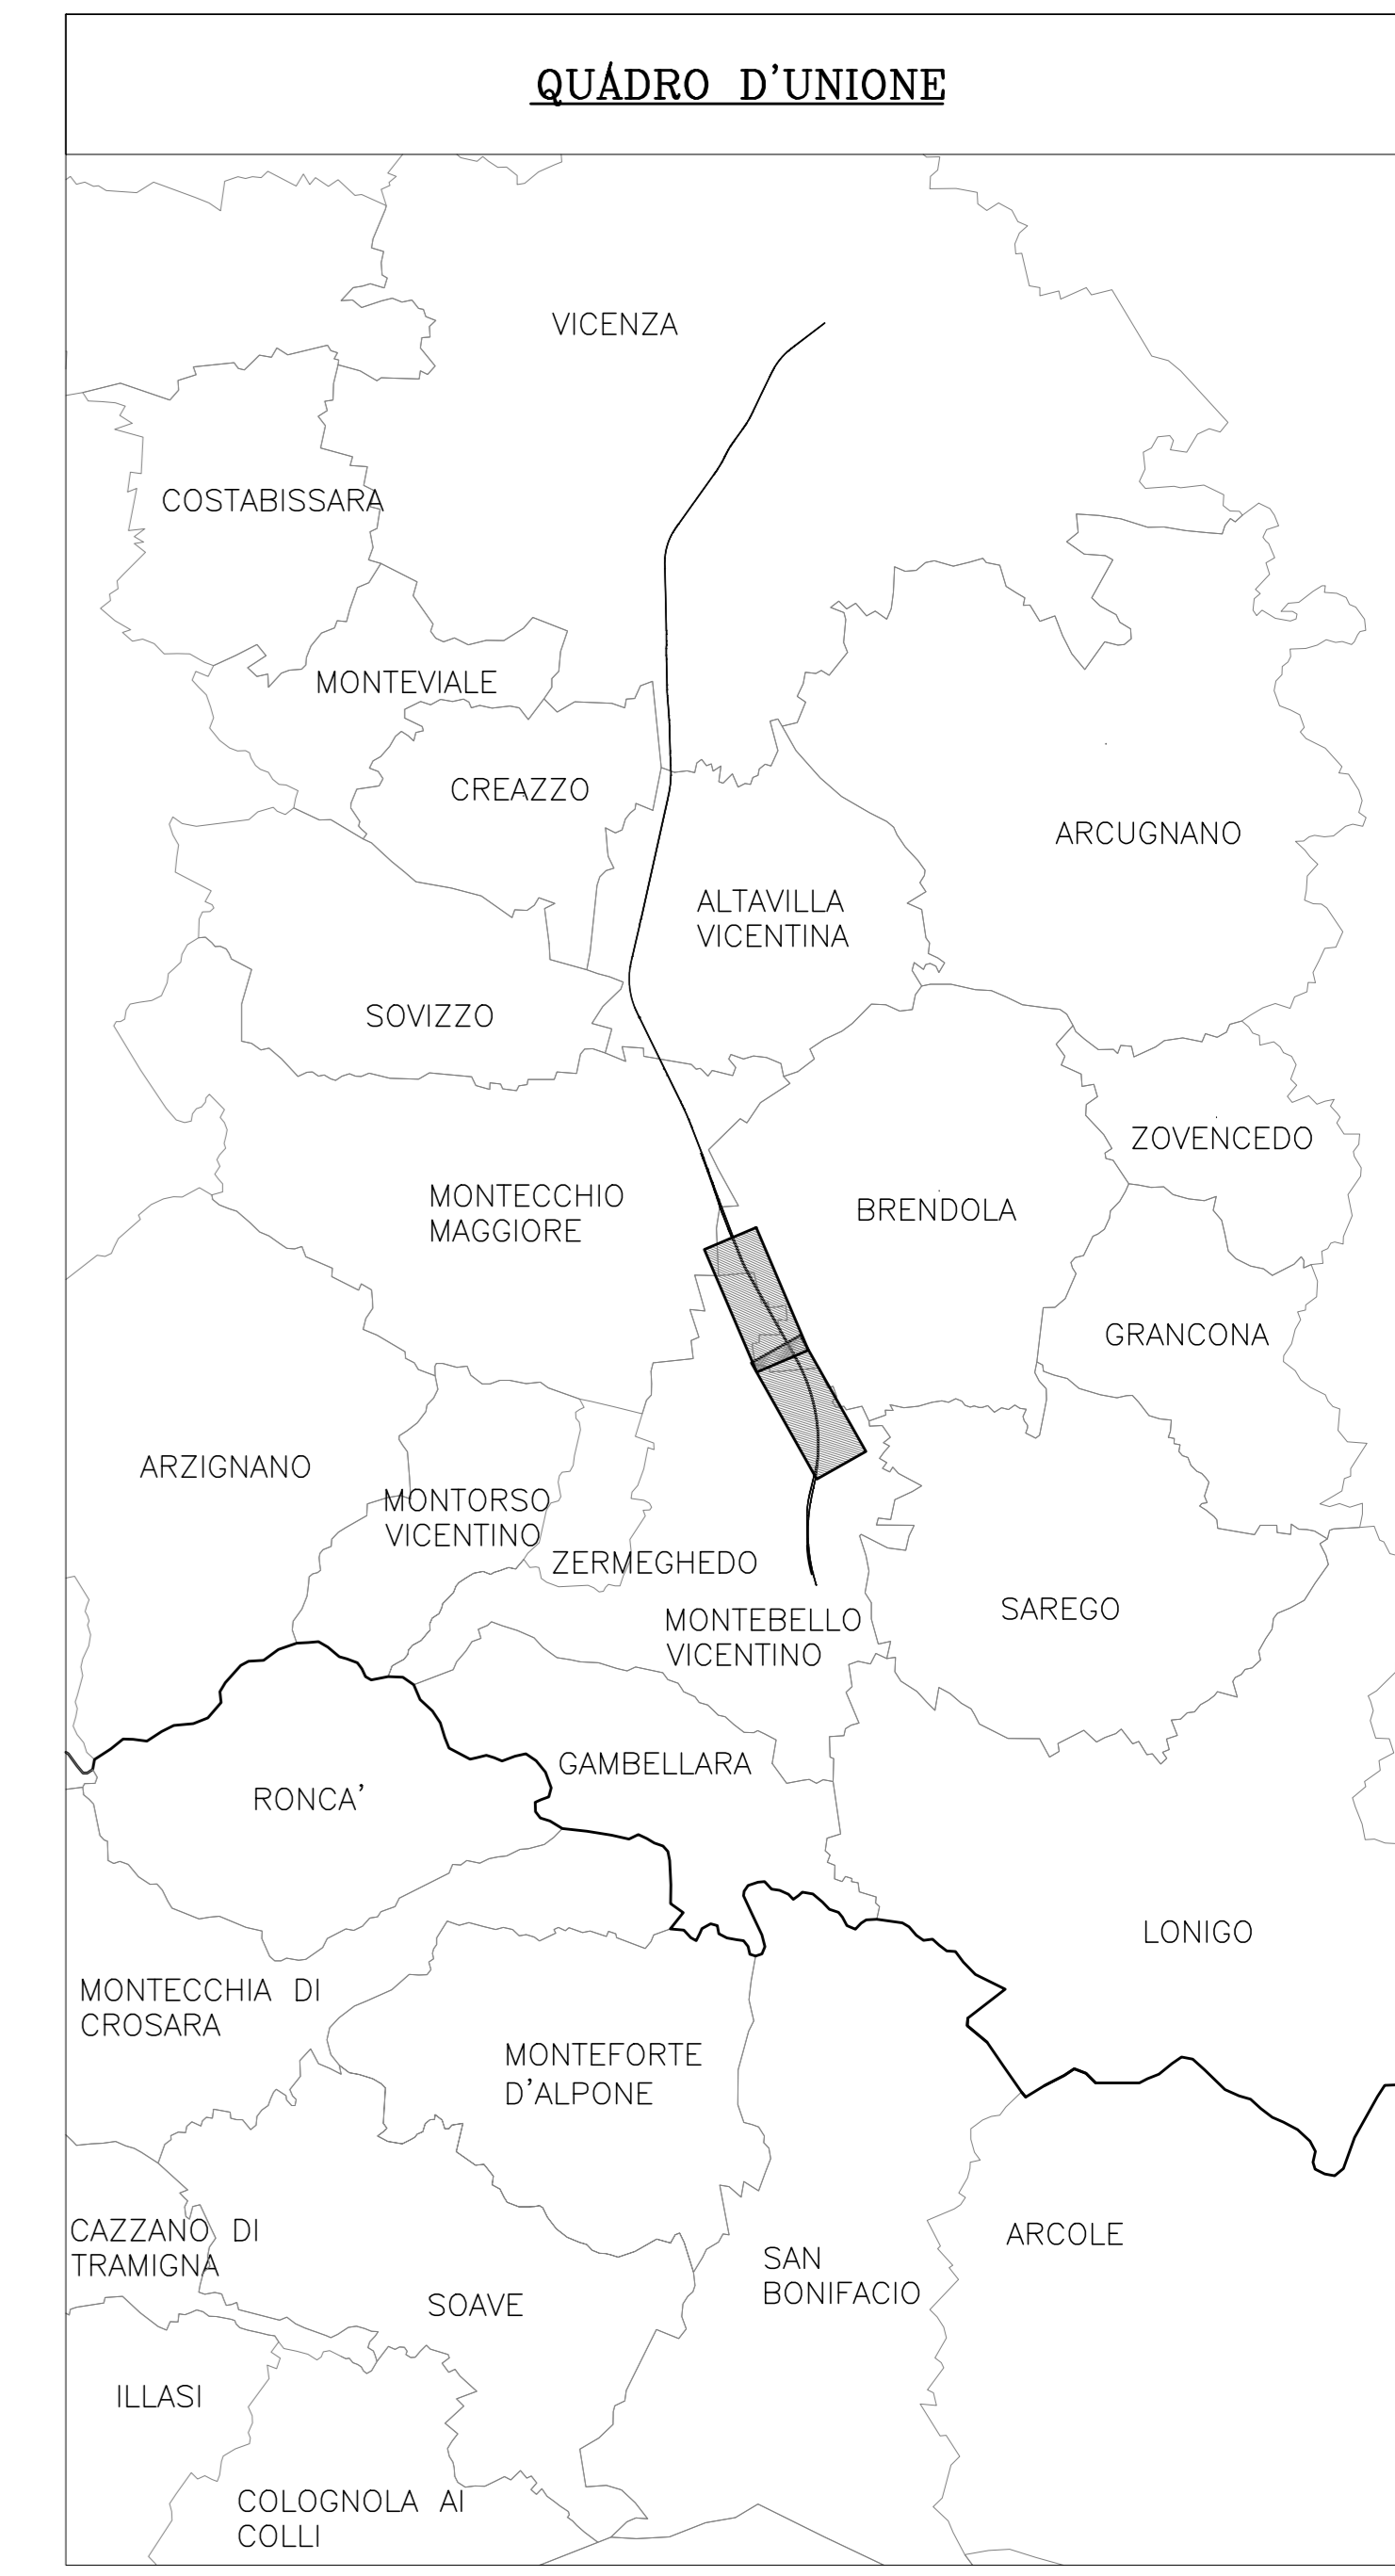 QUÁDRO D'UNIONE
VICENZA
COSTABISSARA
MONTEVIALE
CREAZZO
ARCUGNANO
ALTAVILLA
VICENTINA
SOVIZZO
ZOVENCEDO
MONTECCHIO
MAGGIORE
BRENDOLA
GRANCONA
ARZIGNANO
MONTORSO
VICENTINO
ZERMEGHEDO
SAREGO
MONTEBELLO
VICENTINO
GAMBELLARA
RONCA'
LONIGO
MONTECCHIA DI
CROSARA
MONTEFORTE
D'ALPONE
CAZZANO DI
TRAMIGNA
ARCOLE
SAN
BONIFACIO
SOAVE
ILLASI
COLOGNOLA AI
COLLI